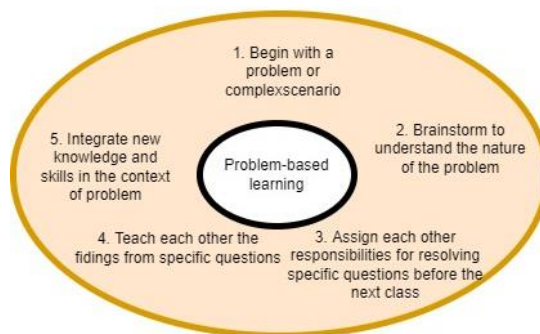 1. Begin with a
problem or
complexscenario
2. Brainstorm to
understand the nature
of the problem
3. Assign each other
responsibilities for resolving
specific questions before the
next class
4. Teach each other the
fidings from specific questions
5. Integrate new
knowledge and
skills in the context
of problem
Problem-based
learning